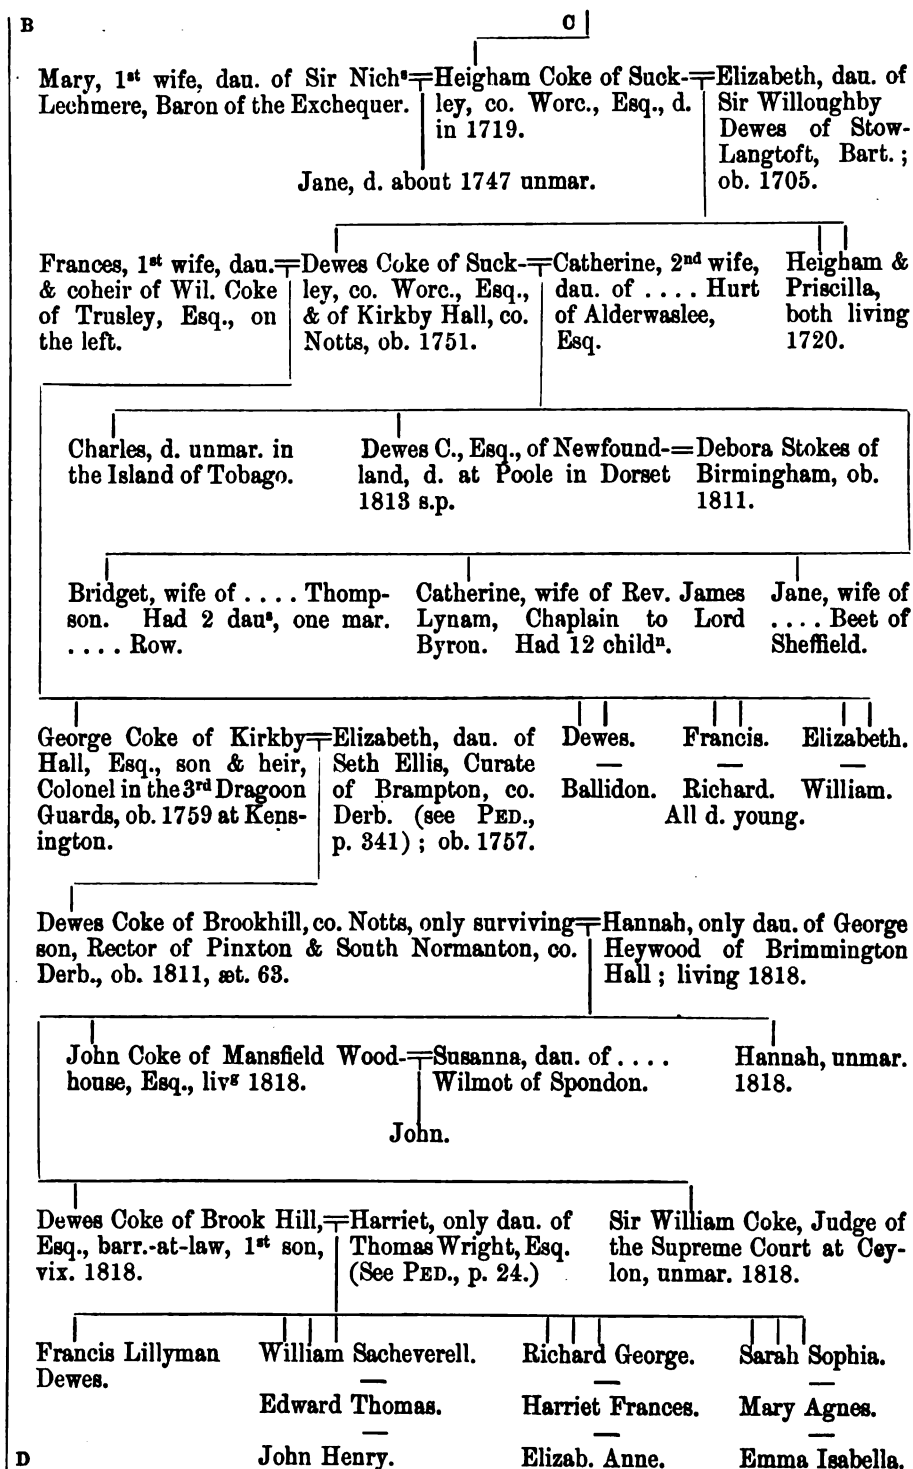 B
C
Mary, 1st wife, dau. of Sir Nichs
Lechmere, Baron of the Exchequer.
Heigham Coke of Suck-
ley, co. Worc., Esq., d.
in 1719.
Elizabeth, dau. of
Sir Willoughby
Dewes of Stow-
Langtoft, Bart.;
ob. 1705.
Jane, d. about 1747 unmar.
Frances, 1st wife, dau.
& coheir of Wil. Coke
of Trusley, Esq., on
the left.
Dewes Coke of Suck-
ley, co. Worc., Esq.,
& of Kirkby Hall, co.
Notts, ob. 1751.
Catherine, 2nd wife,
dau. of .... Hurt
of Alderwaslee,
Esq.
Heigham &
Priscilla,
both living
1720.
Charles, d. unmar. in
the Island of Tobago.
Dewes C., Esq., of Newfound-
land, d. at Poole in Dorset
1813 s.p.
Debora Stokes of
Birmingham, ob.
1811.
Bridget, wife of .... Thomp-
son. Had 2 daus, one mar.
.... Row.
Catherine, wife of Rev. James
Lynam, Chaplain to Lord
Byron. Had 12 childn.
Jane, wife of
.... Beet of
Sheffield.
George Coke of Kirkby
Hall, Esq., son & heir,
Colonel in the 3rd Dragoon
Guards, ob. 1759 at Kens-
ington.
Elizabeth, dau. of
Seth Ellis, Curate
of Brampton, co.
Derb. (see PED.,
p. 341); ob. 1757.
Dewes.
—
Ballidon.
Francis.
—
Richard.
Elizabeth.
—
William.
All d. young.
Dewes Coke of Brookhill, co. Notts, only surviving
son, Rector of Pinxton & South Normanton, co.
Derb., ob. 1811, æt. 63.
Hannah, only dau. of George
Heywood of Brimmington
Hall; living 1818.
John Coke of Mansfield Wood-
house, Esq., livg 1818.
Susanna, dau. of ....
Wilmot of Spondon.
Hannah, unmar.
1818.
John.
Dewes Coke of Brook Hill,
Esq., barr.-at-law, 1st son,
vix. 1818.
Harriet, only dau. of
Thomas Wright, Esq.
(See PED., p. 24.)
Sir William Coke, Judge of
the Supreme Court at Cey-
lon, unmar. 1818.
Francis Lillyman
Dewes.
William Sacheverell.
—
Edward Thomas.
—
John Henry.
Richard George.
—
Harriet Frances.
—
Elizab. Anne.
Sarah Sophia.
—
Mary Agnes.
—
Emma Isabella.
D